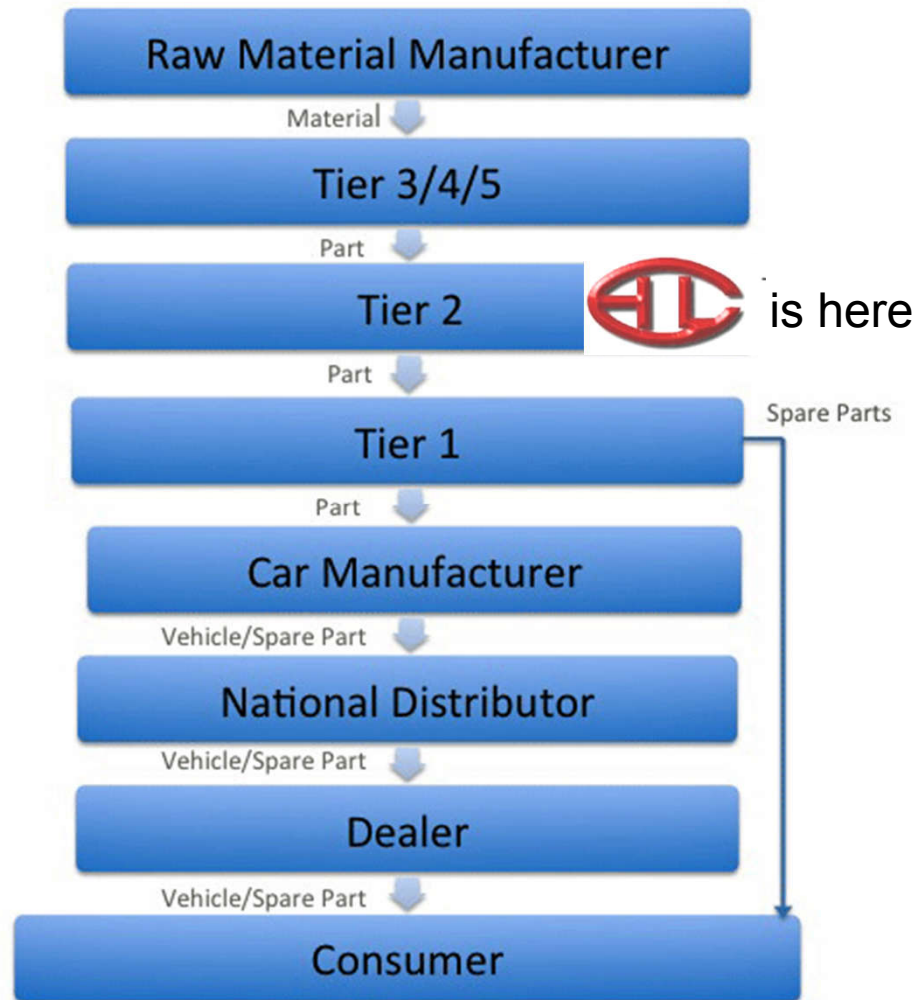 Raw Material Manufacturer
Material
Tier 3/4/5
Part
Tier 2
is here
Part
Tier 1
Spare Parts
Part
Car Manufacturer
Vehicle/Spare Part
National Distributor
Vehicle/Spare Part
Dealer
Vehicle/Spare Part
Consumer